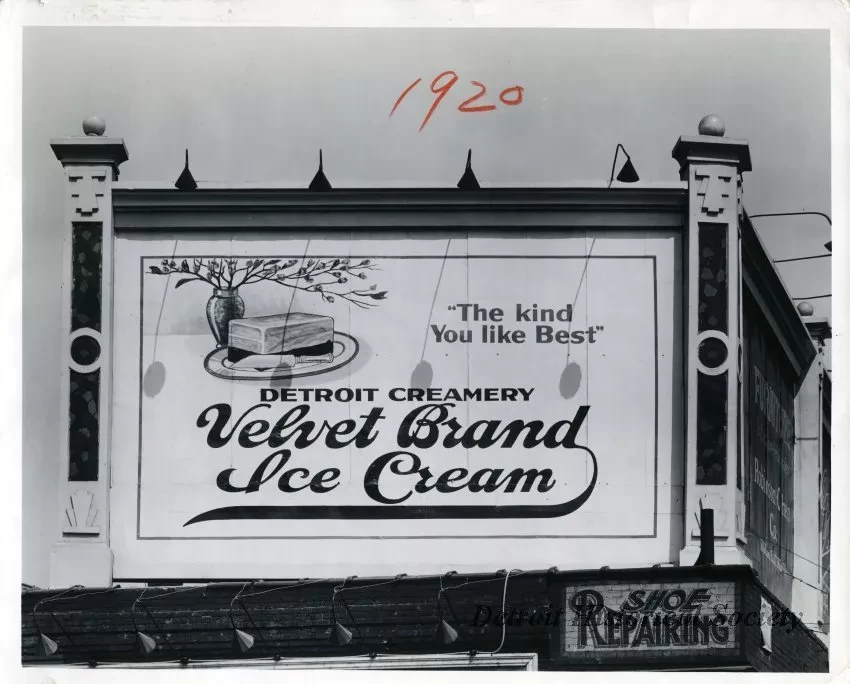 1920
"The kind
You like Best"
DETROIT CREAMERY
Velvet Brand
Ice Cream
SHOE
REPAIRING
Detroit Historical Society